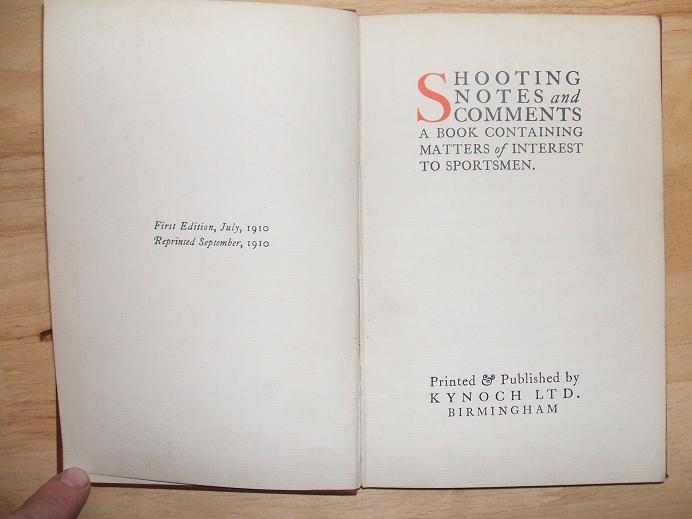 First Edition, July, 1910
Reprinted September, 1910
SHOOTING
NOTES and
COMMENTS
A BOOK CONTAINING
MATTERS of INTEREST
TO SPORTSMEN.
Printed & Published by
KYNOCH LTD.
BIRMINGHAM